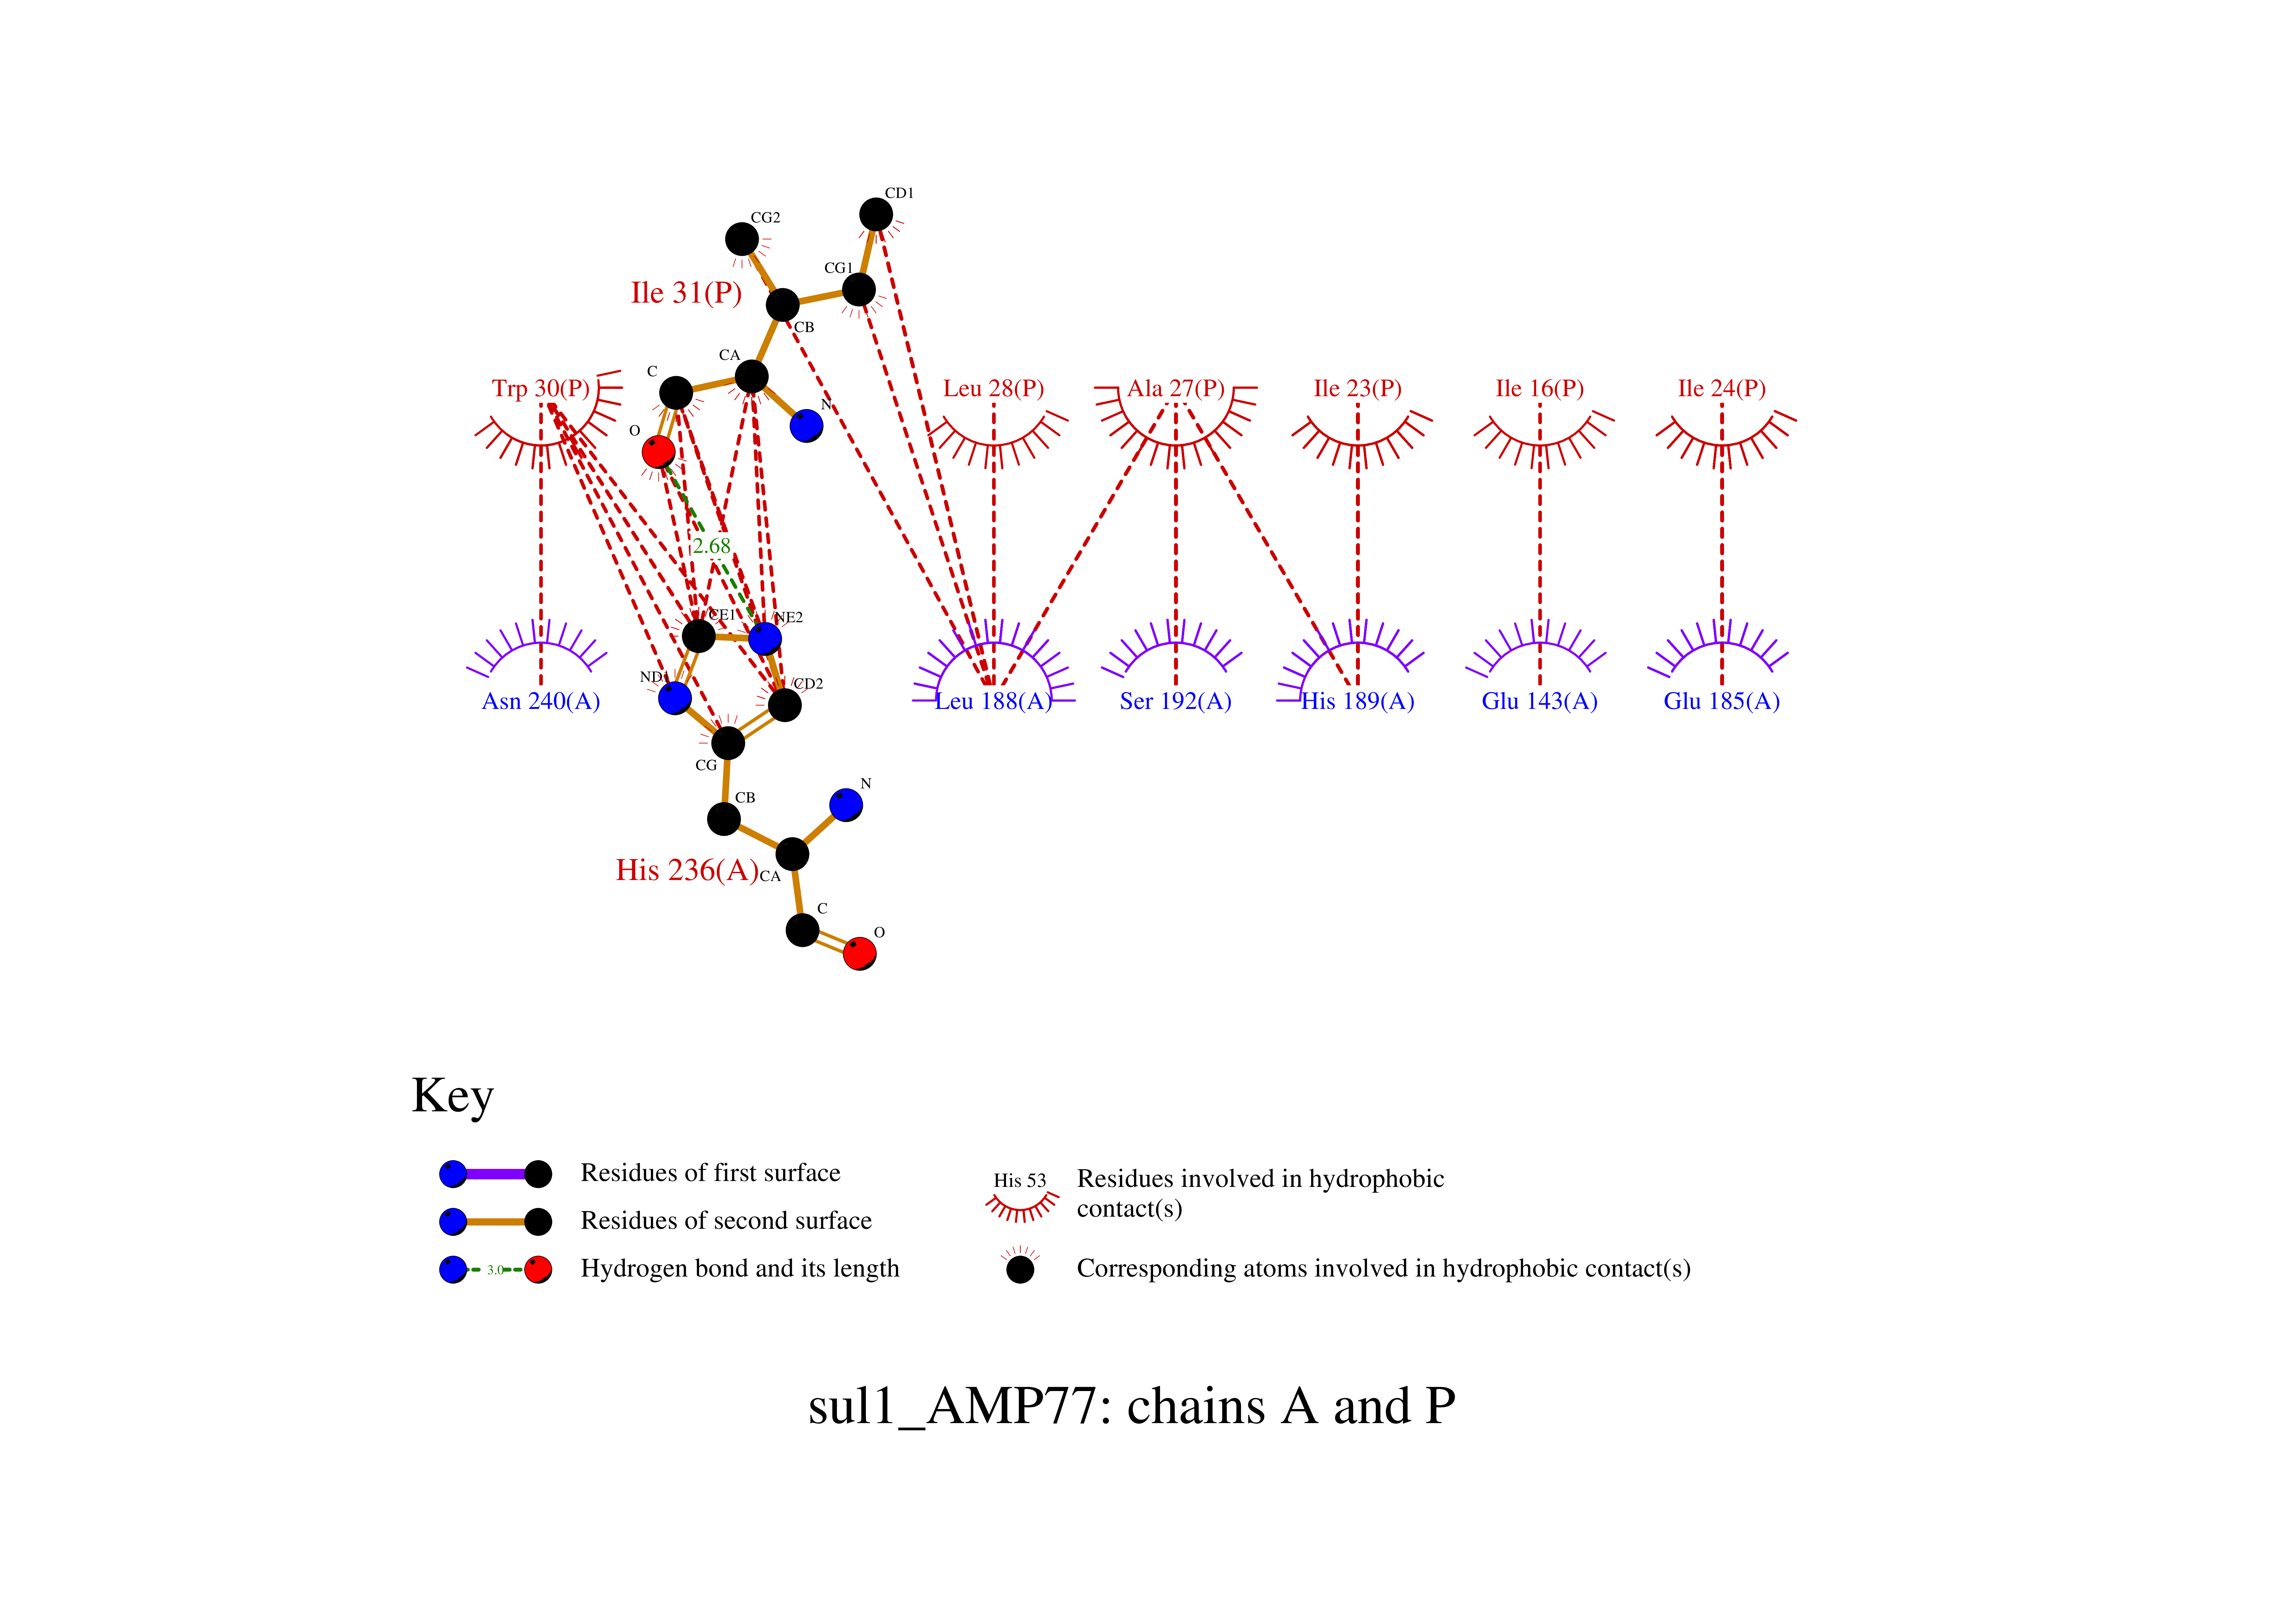 CD1
CG2
CG1
Ile 31(P)
CB
CA
C
N
O
Trp 30(P)
Leu 28(P)
Ala 27(P)
Ile 23(P)
Ile 16(P)
Ile 24(P)
2.68
CE1
NE2
ND1
CD2
Asn 240(A)
Leu 188(A)
Ser 192(A)
His 189(A)
Glu 143(A)
Glu 185(A)
CG
N
CB
His 236(A)
CA
C
O
Key
Residues of first surface
Residues of second surface
3.0
Hydrogen bond and its length
His 53
Residues involved in hydrophobic
contact(s)
Corresponding atoms involved in hydrophobic contact(s)
sul1_AMP77: chains A and P